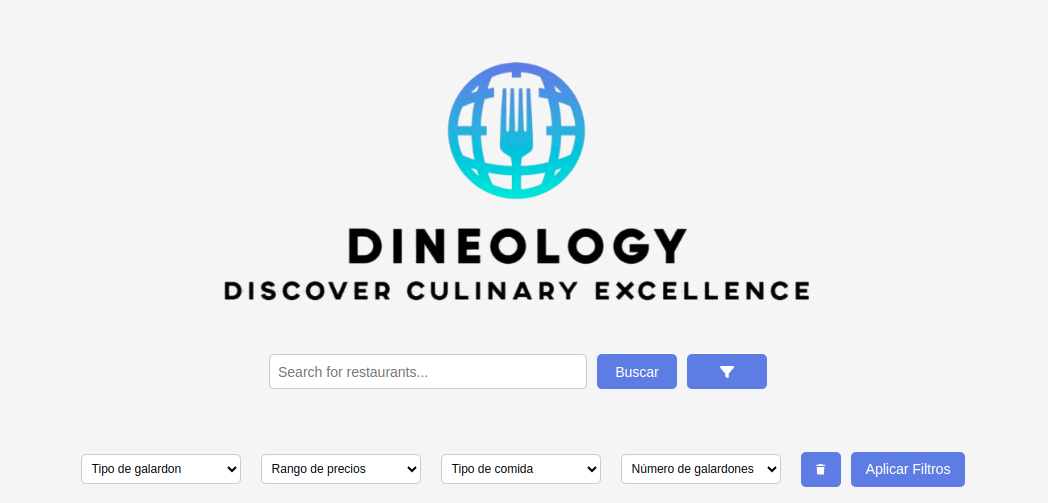 DINEOLOGY
DISCOVER CULINARY EXCELLENCE
Search for restaurants... Buscar
Tipo de galardon Rango de precios Tipo de comida Número de galardones Aplicar Filtros